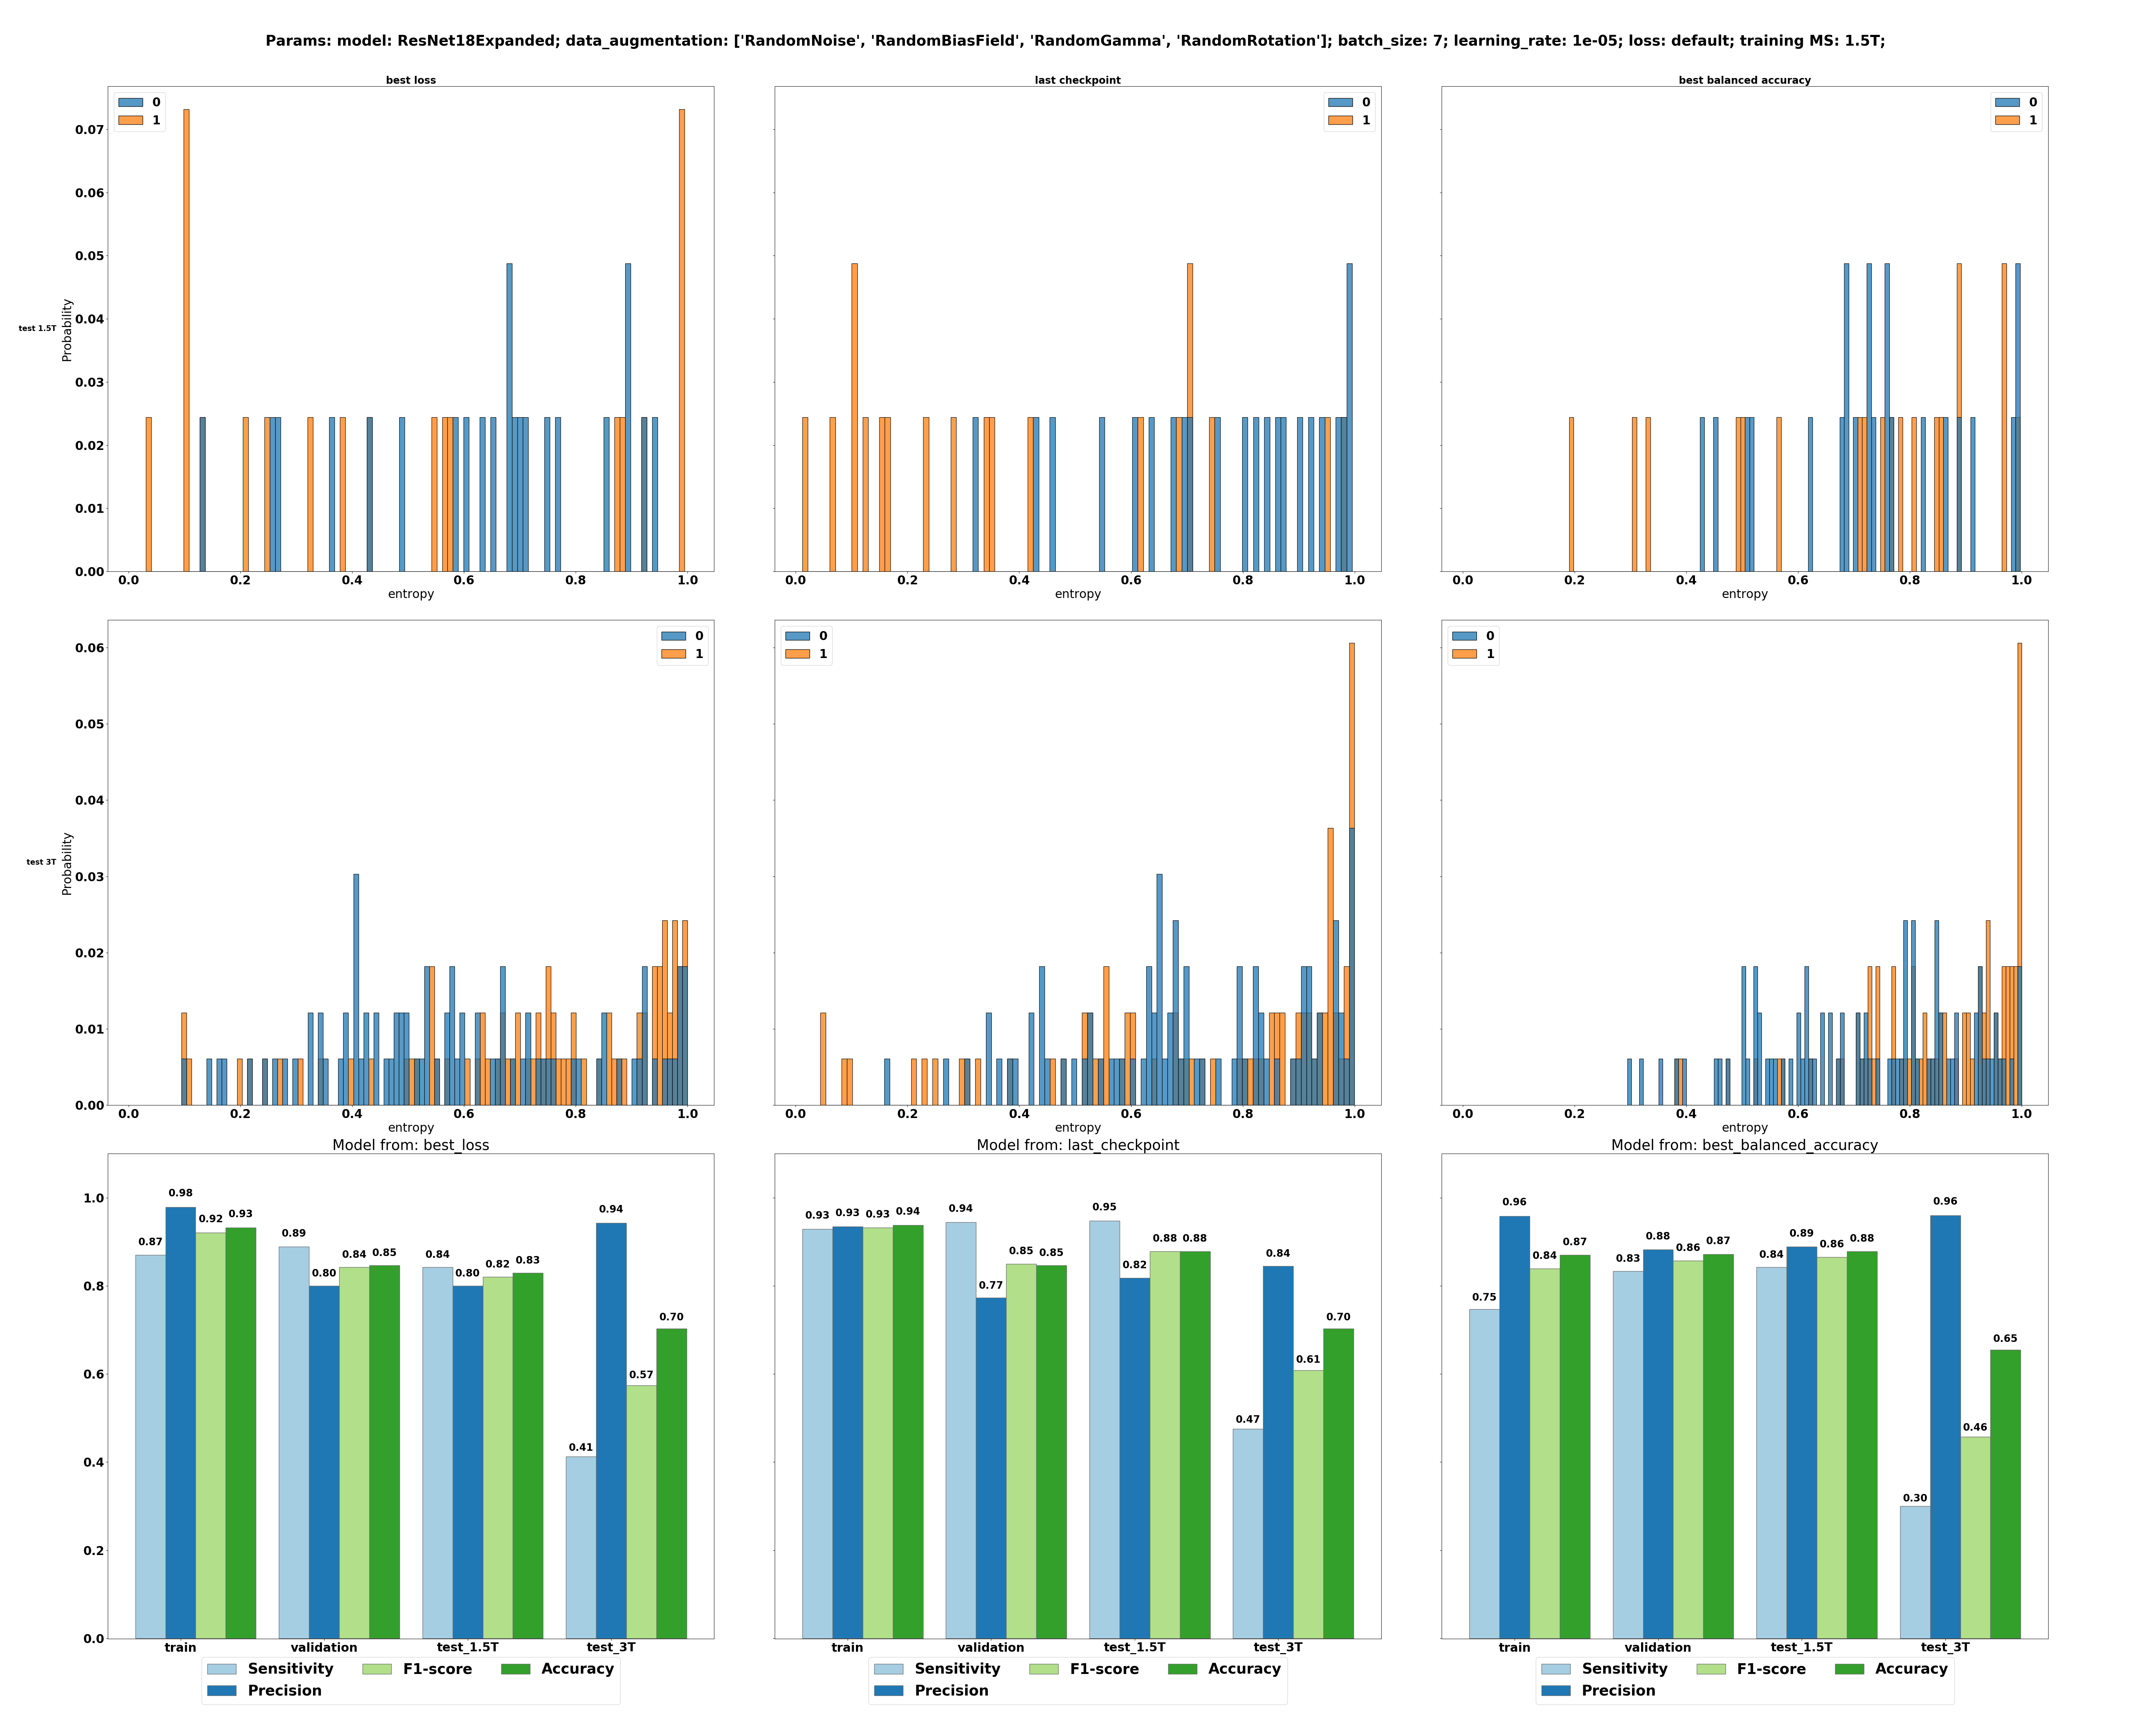 Params: model: ResNet18Expanded; data_augmentation: ['RandomNoise', 'RandomBiasField', 'RandomGamma', 'RandomRotation']; batch_size: 7; learning_rate: 1e-05; loss: default; training MS: 1.5T;
best loss
last checkpoint
best balanced accuracy
0
1
0
1
0
1
0.07
0.06
0.05
0.04
0.03
0.02
0.01
0.00
test 1.5T
Probability
0.0 0.2 0.4 0.6 0.8 1.0
0.0 0.2 0.4 0.6 0.8 1.0
0.0 0.2 0.4 0.6 0.8 1.0
entropy
entropy
entropy
0
1
0
1
0
1
0.06
0.05
0.04
0.03
0.02
0.01
0.00
test 3T
Probability
0.0 0.2 0.4 0.6 0.8 1.0
0.0 0.2 0.4 0.6 0.8 1.0
0.0 0.2 0.4 0.6 0.8 1.0
entropy
entropy
entropy
Model from: best_loss
1.0
0.8
0.6
0.4
0.2
0.0
0.87 0.98 0.92 0.93
0.89 0.80 0.84 0.85
0.84 0.80 0.82 0.83
0.41 0.94 0.57 0.70
train validation test_1.5T test_3T
Sensitivity F1-score Accuracy
Precision
Model from: last_checkpoint
0.93 0.93 0.93 0.94
0.94 0.77 0.85 0.85
0.95 0.82 0.88 0.88
0.47 0.84 0.61 0.70
train validation test_1.5T test_3T
Sensitivity F1-score Accuracy
Precision
Model from: best_balanced_accuracy
0.75 0.96 0.84 0.87
0.83 0.88 0.86 0.87
0.84 0.89 0.86 0.88
0.30 0.96 0.46 0.65
train validation test_1.5T test_3T
Sensitivity F1-score Accuracy
Precision